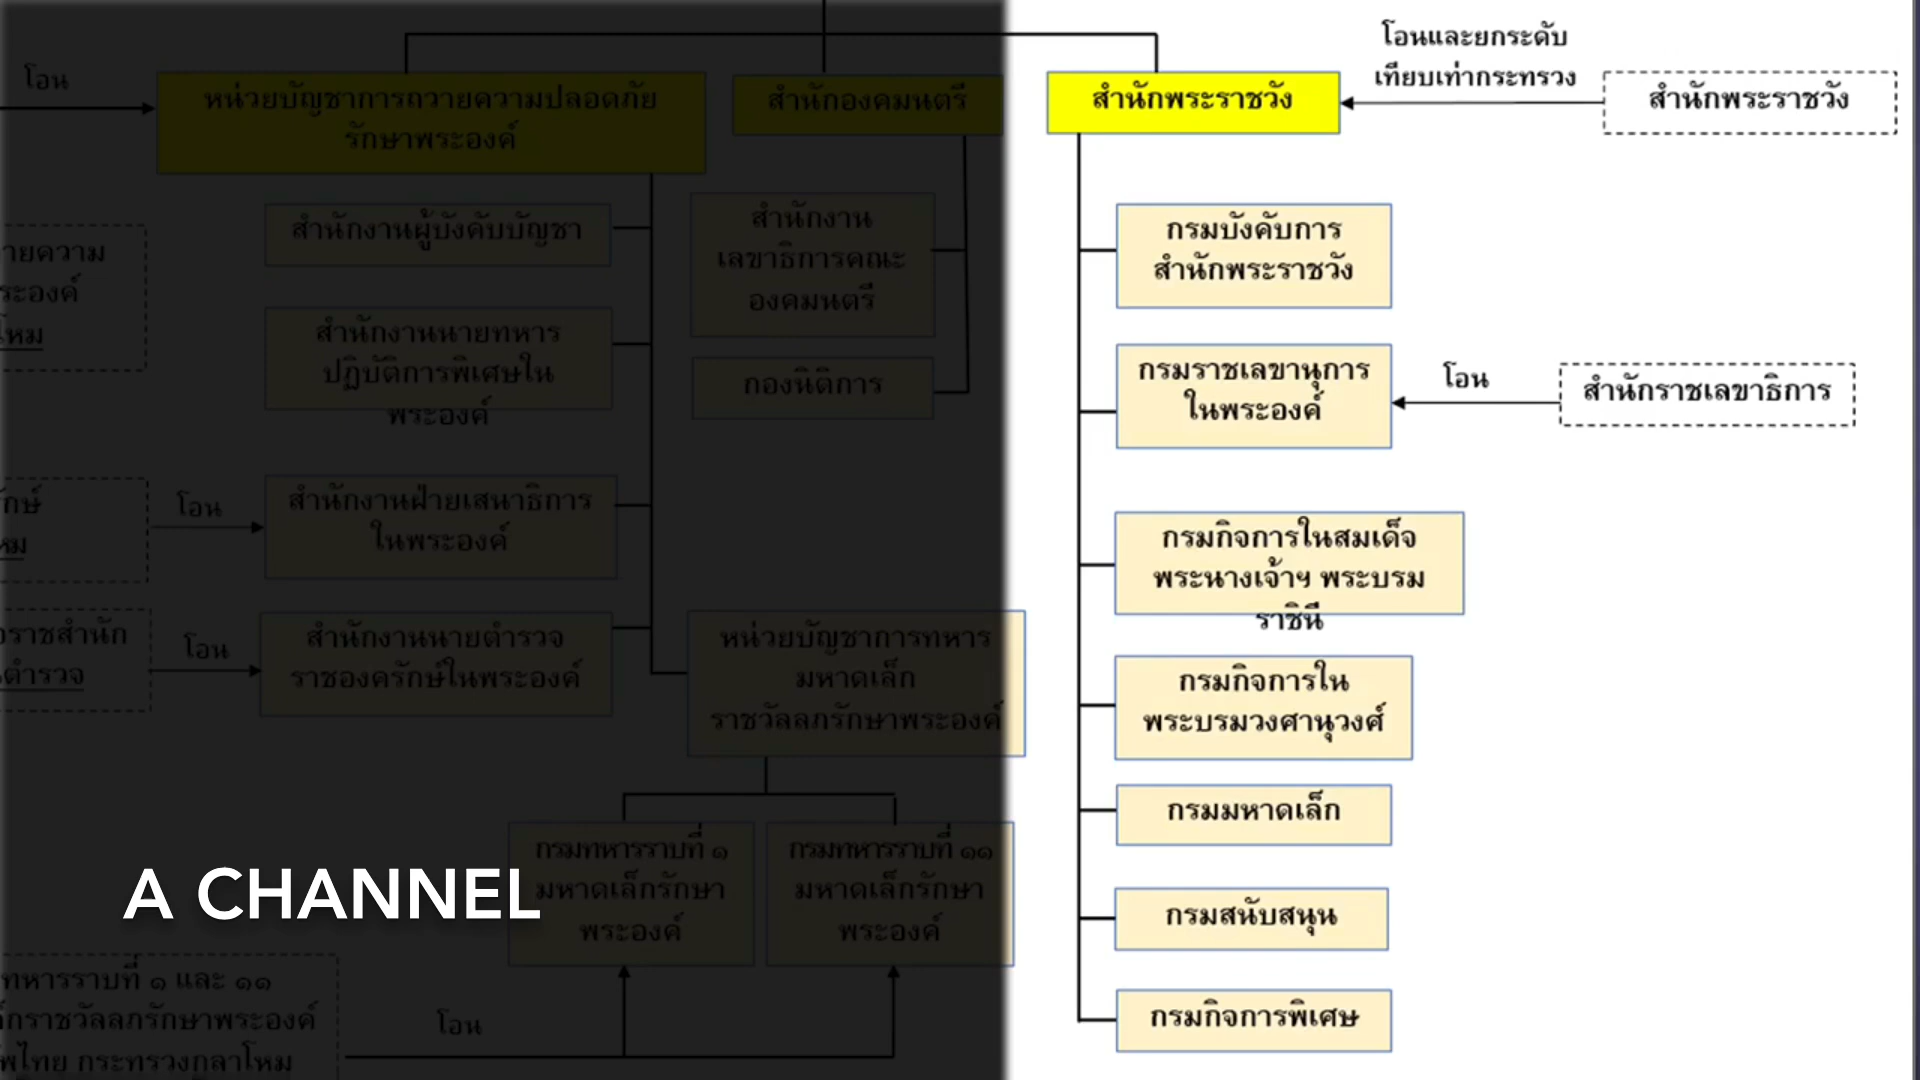 โอนและยกระดับ
เทียบเท่ากระทรวง
โอน
หน่วยบัญชาการถวายความปลอดภัย
รักษาพระองค์
สำนักองคมนตรี
สำนักพระราชวัง
สำนักพระราชวัง
สำนักงานผู้บังคับบัญชา
สำนักงาน
เลขาธิการคณะ
องคมนตรี
กรมบังคับการ
สำนักพระราชวัง
สำนักงานนายทหาร
ปฏิบัติการพิเศษใน
พระองค์
กองนิติการ
กรมราชเลขานุการ
ในพระองค์
โอน
สำนักราชเลขาธิการ
โอน
สำนักงานฝ่ายเสนาธิการ
ในพระองค์
กรมกิจการในสมเด็จ
พระนางเจ้าฯ พระบรม
ราชินี
ราชสำนัก
ตำรวจ
โอน
สำนักงานนายตำรวจ
ราชองครักษ์ในพระองค์
หน่วยบัญชาการทหาร
มหาดเล็ก
ราชวัลลภรักษาพระองค์
กรมกิจการใน
พระบรมวงศานุวงศ์
กรมมหาดเล็ก
กรมทหารราบที่ ๑
มหาดเล็กรักษา
พระองค์
กรมทหารราบที่ ๑๑
มหาดเล็กรักษา
พระองค์
A CHANNEL
กรมสนับสนุน
ทหารราบที่ ๑ และ ๑๑
ราชวัลลภรักษาพระองค์
กระทรวงกลาโหม
โอน
กรมกิจการพิเศษ